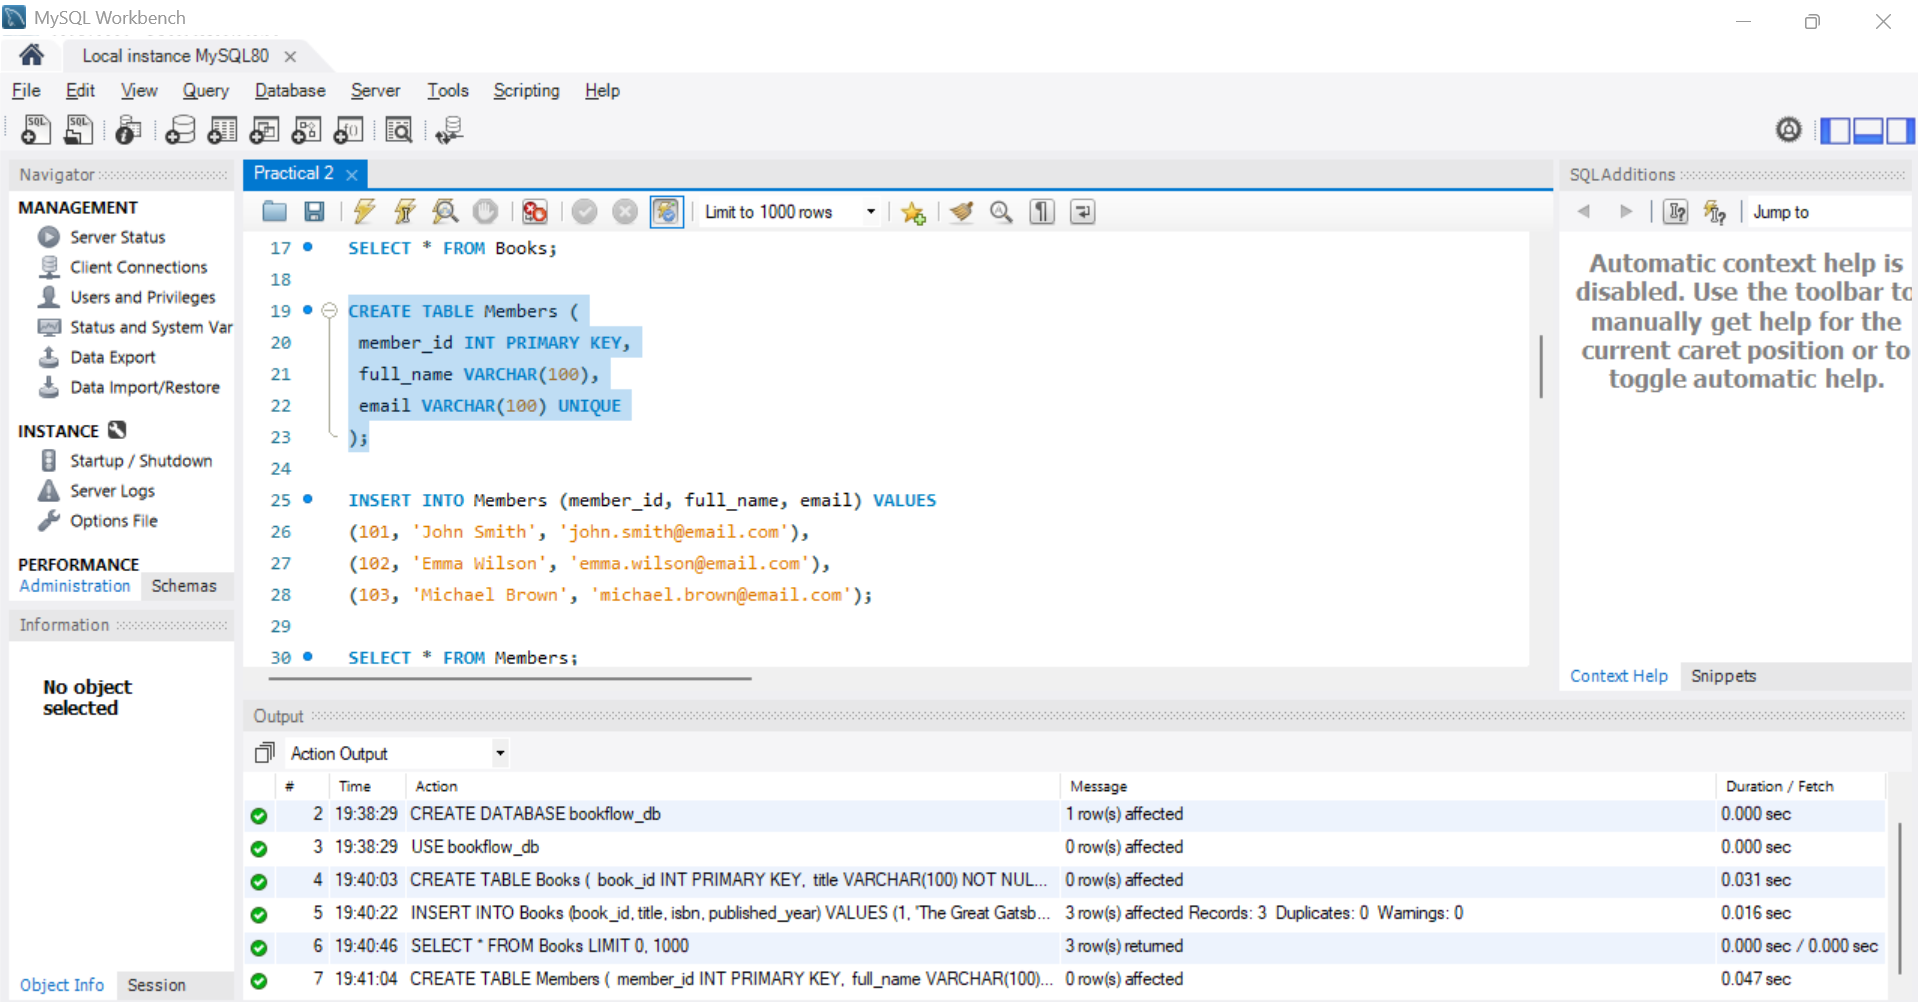 MySQL Workbench
Local instance MySQL80
File Edit View Query Database Server Tools Scripting Help
Navigator
MANAGEMENT
Server Status
Client Connections
Users and Privileges
Status and System Var
Data Export
Data Import/Restore
INSTANCE
Startup / Shutdown
Server Logs
Options File
PERFORMANCE
Administration Schemas
Information
No object
selected
Object Info Session
Practical 2
Limit to 1000 rows
17 SELECT * FROM Books;
18
19 CREATE TABLE Members (
20 member_id INT PRIMARY KEY,
21 full_name VARCHAR(100),
22 email VARCHAR(100) UNIQUE
23 );
24
25 INSERT INTO Members (member_id, full_name, email) VALUES
26 (101, 'John Smith', 'john.smith@email.com'),
27 (102, 'Emma Wilson', 'emma.wilson@email.com'),
28 (103, 'Michael Brown', 'michael.brown@email.com');
29
30 SELECT * FROM Members;
SQLAdditions
Jump to
Automatic context help is
disabled. Use the toolbar to
manually get help for the
current caret position or to
toggle automatic help.
Context Help Snippets
Output
Action Output
# Time Action Message Duration / Fetch
2 19:38:29 CREATE DATABASE bookflow_db 1 row(s) affected 0.000 sec
3 19:38:29 USE bookflow_db 0 row(s) affected 0.000 sec
4 19:40:03 CREATE TABLE Books ( book_id INT PRIMARY KEY, title VARCHAR(100) NOT NUL... 0 row(s) affected 0.031 sec
5 19:40:22 INSERT INTO Books (book_id, title, isbn, published_year) VALUES (1, 'The Great Gatsb... 3 row(s) affected Records: 3 Duplicates: 0 Warnings: 0 0.016 sec
6 19:40:46 SELECT * FROM Books LIMIT 0, 1000 3 row(s) returned 0.000 sec / 0.000 sec
7 19:41:04 CREATE TABLE Members ( member_id INT PRIMARY KEY, full_name VARCHAR(100)... 0 row(s) affected 0.047 sec